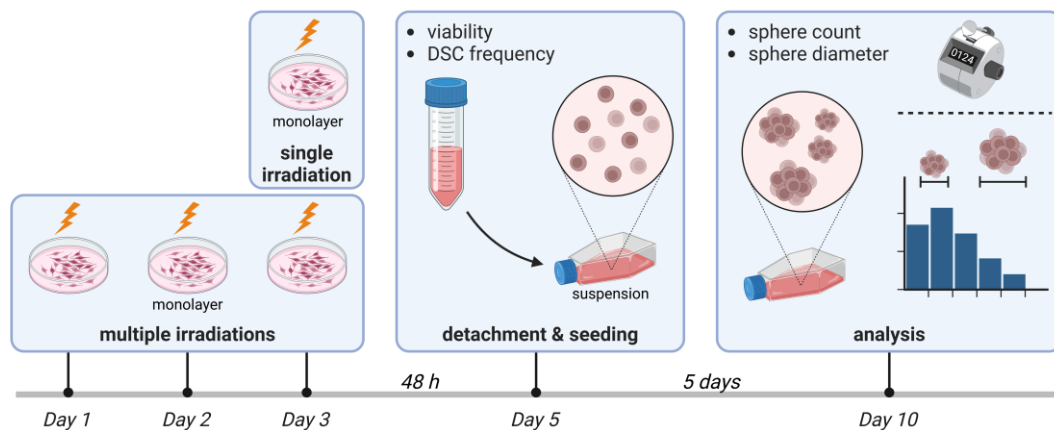 monolayer
single
irradiation
monolayer
multiple irradiations
• viability
• DSC frequency
suspension
detachment & seeding
• sphere count
• sphere diameter
0124
analysis
48 h
5 days
Day 1
Day 2
Day 3
Day 5
Day 10